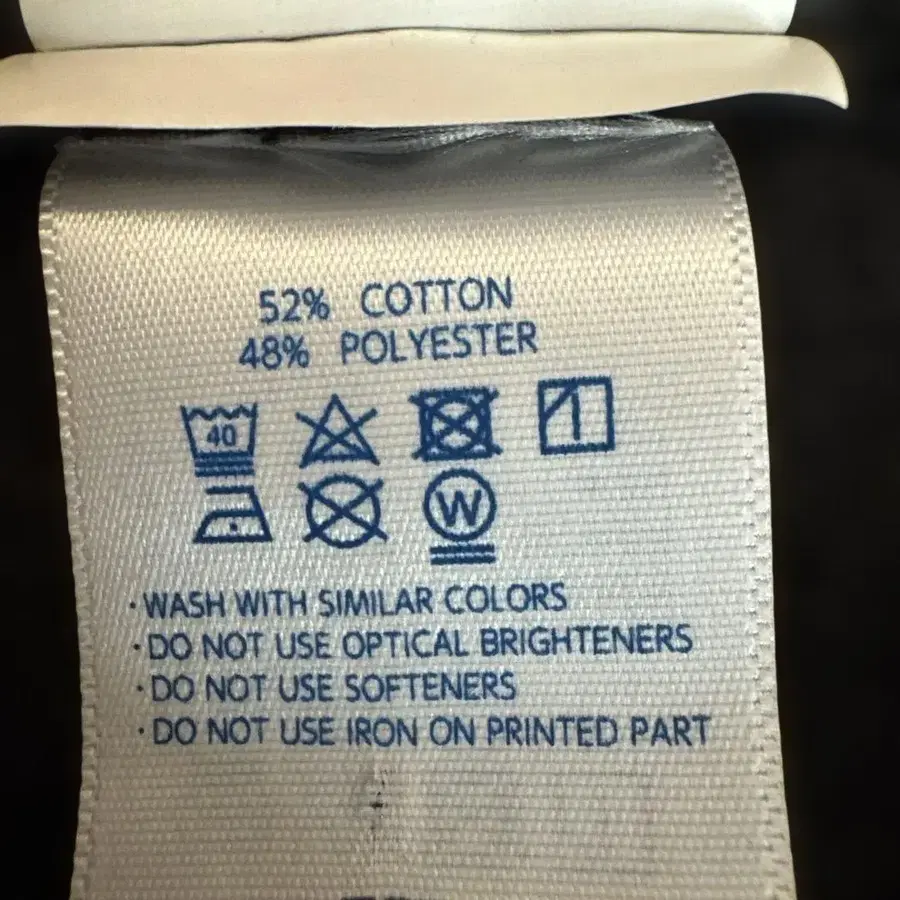 52% COTTON
48% POLYESTER
40
W
· WASH WITH SIMILAR COLORS
· DO NOT USE OPTICAL BRIGHTENERS
· DO NOT USE SOFTENERS
· DO NOT USE IRON ON PRINTED PART